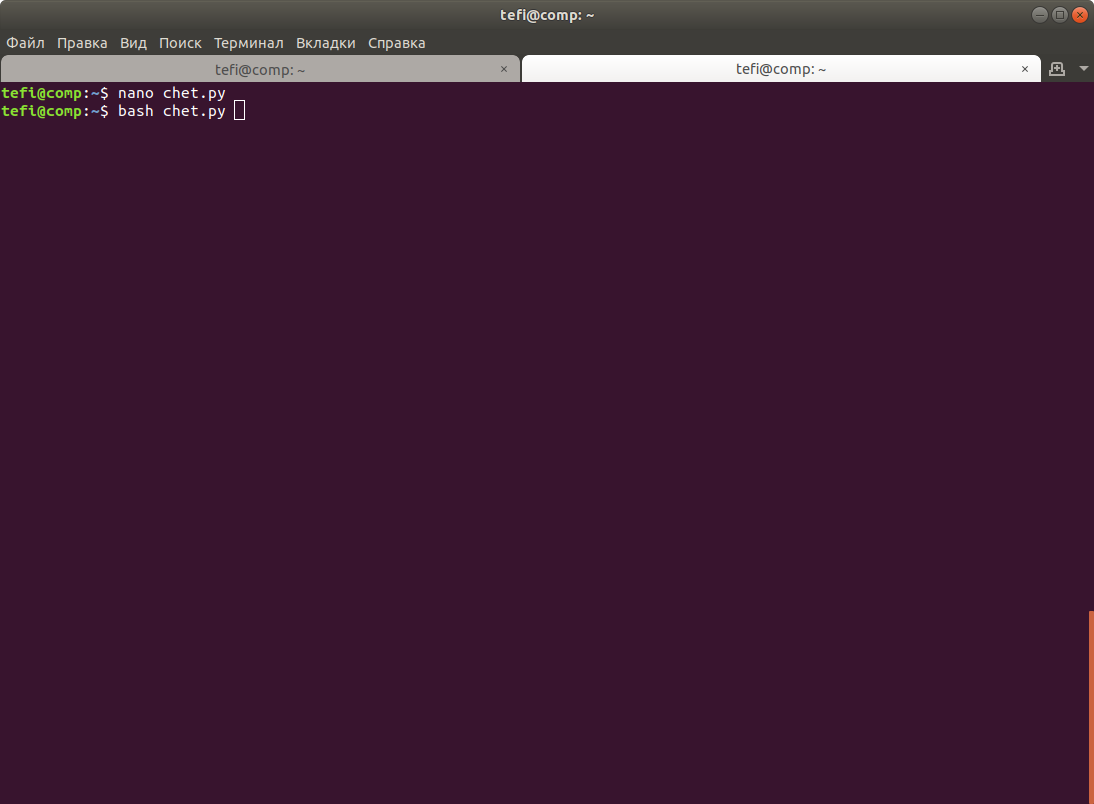 tefi@comp: ~
Файл Правка Вид Поиск Терминал Вкладки Справка
tefi@comp: ~ × tefi@comp: ~ ×
tefi@comp:~$ nano chet.py
tefi@comp:~$ bash chet.py